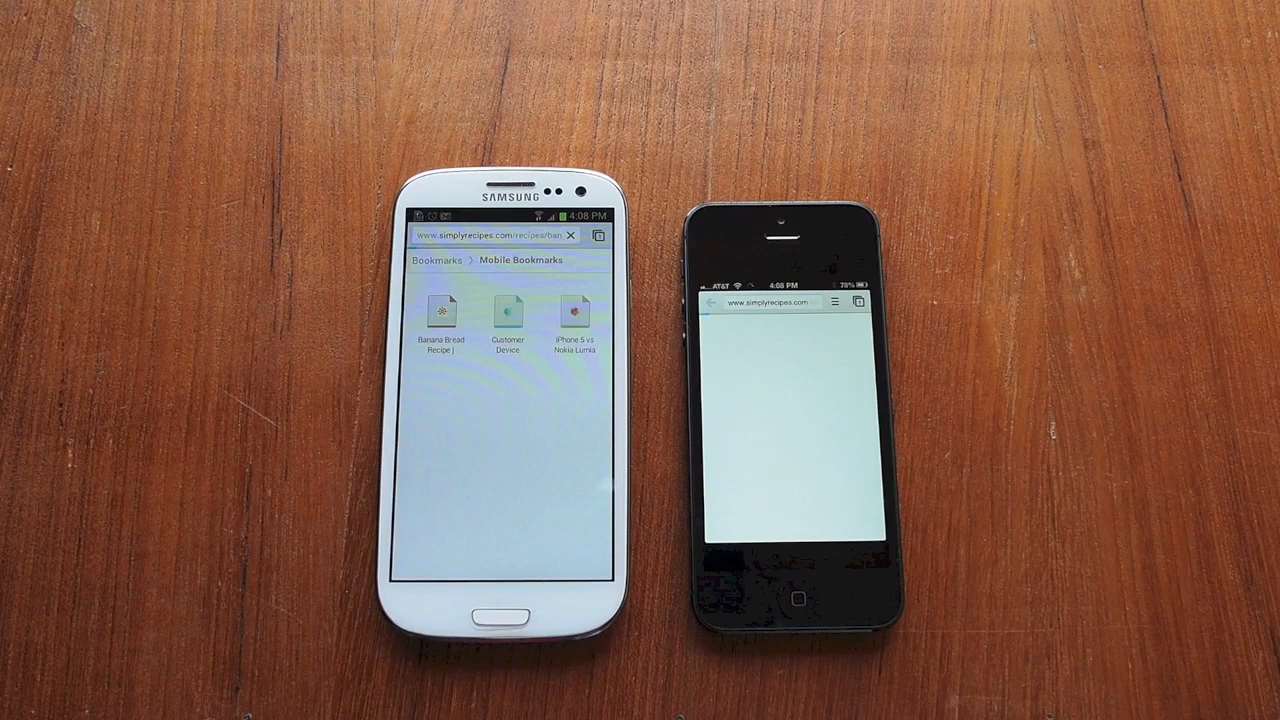 SAMSUNG
4:08 PM
www.simplyrecipes.com/recipes/ban
Bookmarks > Mobile Bookmarks
Banana Bread
Recipe |
Customer
Device
iPhone 5 vs
Nokia Lumia
AT&T 4:08 PM 78%
www.simplyrecipes.com